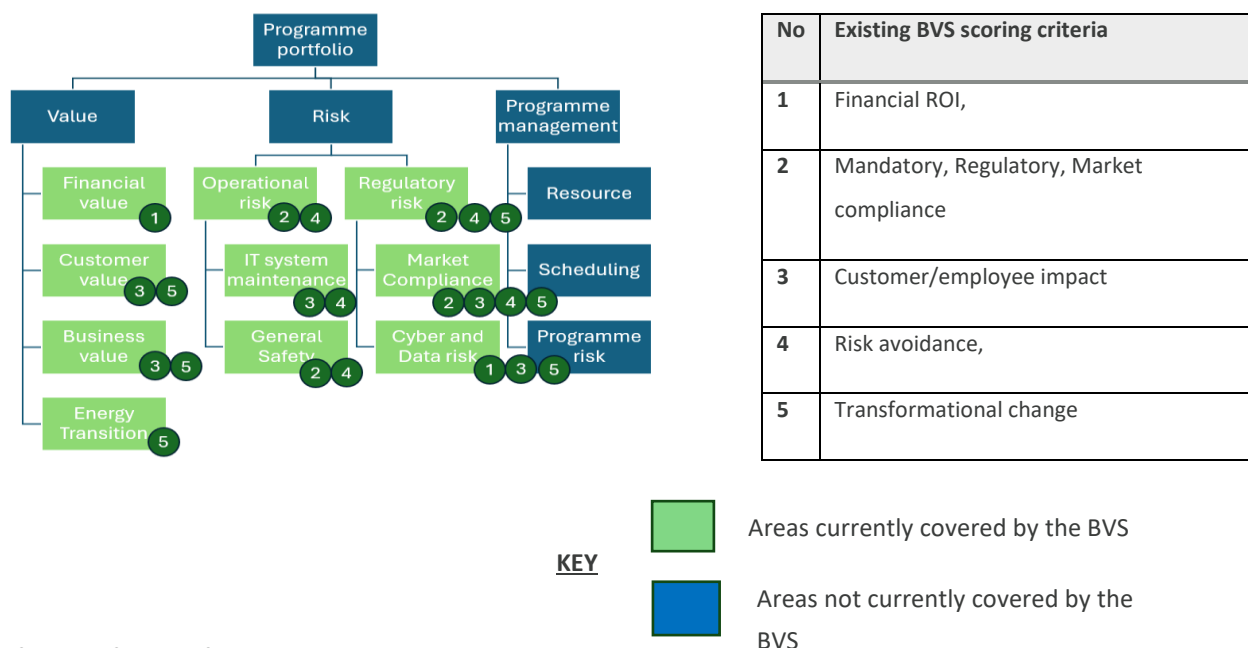 Programme
portfolio
Value
Risk
Programme
management
Financial
value
1
Operational
risk
2 4
Regulatory
risk
2 4 5
Resource
Customer
value
3 5
IT system
maintenance
3 4
Market
Compliance
2 3 4 5
Scheduling
Business
value
3 5
General
Safety
2 4
Cyber and
Data risk
1 3 5
Programme
risk
Energy
Transition
5
No Existing BVS scoring criteria
1 Financial ROI,
2 Mandatory, Regulatory, Market
compliance
3 Customer/employee impact
4 Risk avoidance,
5 Transformational change
KEY
Areas currently covered by the BVS
Areas not currently covered by the
BVS